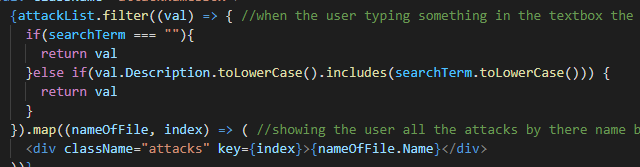 {attackList.filter((val) => { //when the user typing something in the textbox the
if(searchTerm === ""){
return val
}else if(val.Description.toLowerCase().includes(searchTerm.toLowerCase())) {
return val
}
}).map((nameOfFile, index) => ( //showing the user all the attacks by there name b
<div className="attacks" key={index}>{nameOfFile.Name}</div>